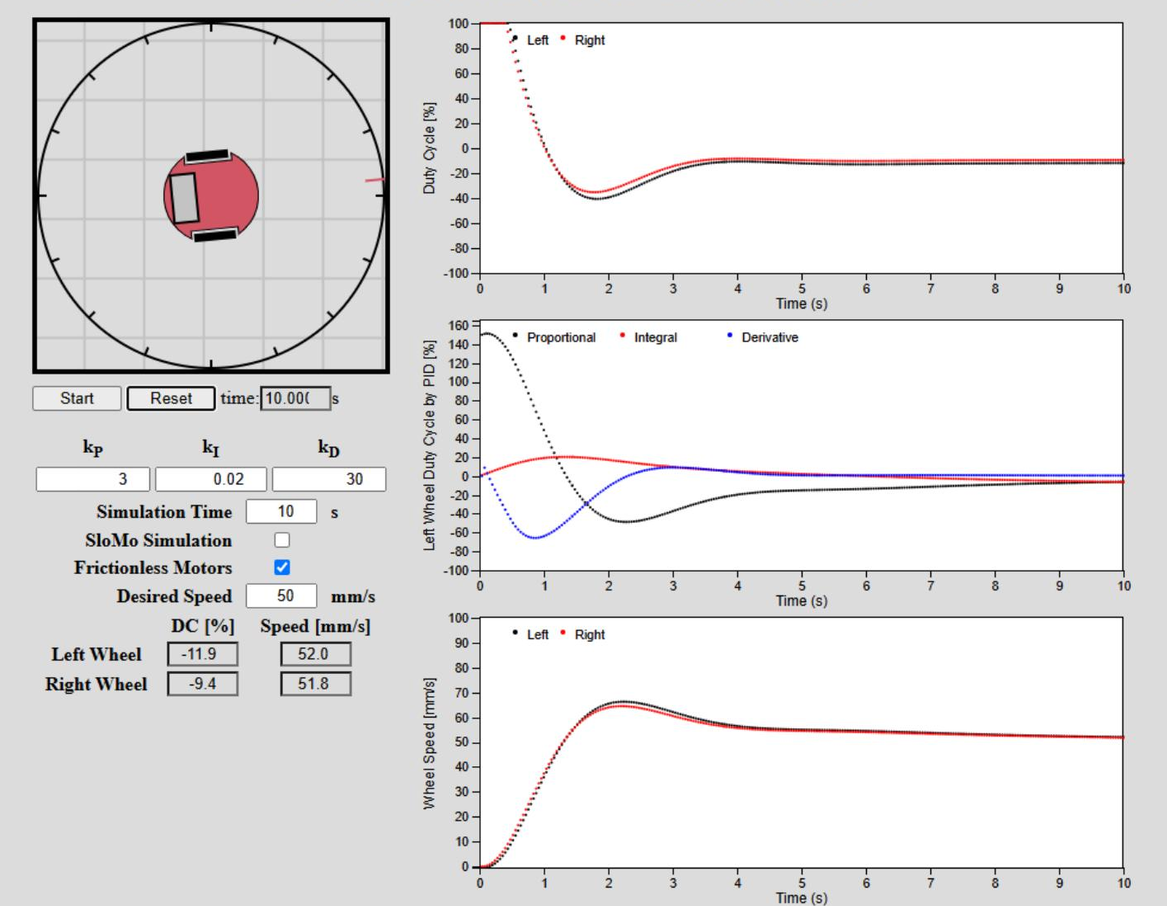 Duty Cycle [%]
Left Right
100
80
60
40
20
0
-20
-40
-60
-80
-100
0 1 2 3 4 5 6 7 8 9 10
Time (s)
Left Wheel Duty Cycle by PID [%]
Proportional Integral Derivative
160
140
120
100
80
60
40
20
0
-20
-40
-60
-80
-100
0 1 2 3 4 5 6 7 8 9 10
Time (s)
Wheel Speed [mm/s]
Left Right
100
90
80
70
60
50
40
30
20
10
0
0 1 2 3 4 5 6 7 8 9 10
Time (s)
Start Reset time: 10.00( s
kP kI kD
3 0.02 30
Simulation Time 10 s
SloMo Simulation
Frictionless Motors
Desired Speed 50 mm/s
DC [%] Speed [mm/s]
Left Wheel -11.9 52.0
Right Wheel -9.4 51.8